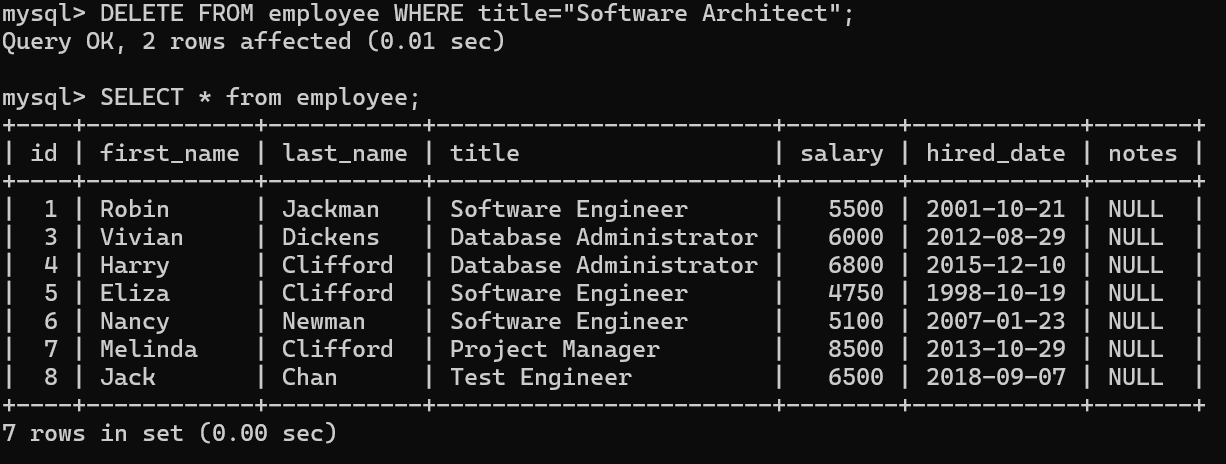 mysql> DELETE FROM employee WHERE title="Software Architect";
Query OK, 2 rows affected (0.01 sec)

mysql> SELECT * from employee;
+----+------------+-----------+------------------------+--------+------------+-------+
| id | first_name | last_name | title                  | salary | hired_date | notes |
+----+------------+-----------+------------------------+--------+------------+-------+
|  1 | Robin      | Jackman   | Software Engineer      |   5500 | 2001-10-21 | NULL  |
|  3 | Vivian     | Dickens   | Database Administrator |   6000 | 2012-08-29 | NULL  |
|  4 | Harry      | Clifford  | Database Administrator |   6800 | 2015-12-10 | NULL  |
|  5 | Eliza      | Clifford  | Software Engineer      |   4750 | 1998-10-19 | NULL  |
|  6 | Nancy      | Newman    | Software Engineer      |   5100 | 2007-01-23 | NULL  |
|  7 | Melinda    | Clifford  | Project Manager        |   8500 | 2013-10-29 | NULL  |
|  8 | Jack       | Chan      | Test Engineer          |   6500 | 2018-09-07 | NULL  |
+----+------------+-----------+------------------------+--------+------------+-------+
7 rows in set (0.00 sec)